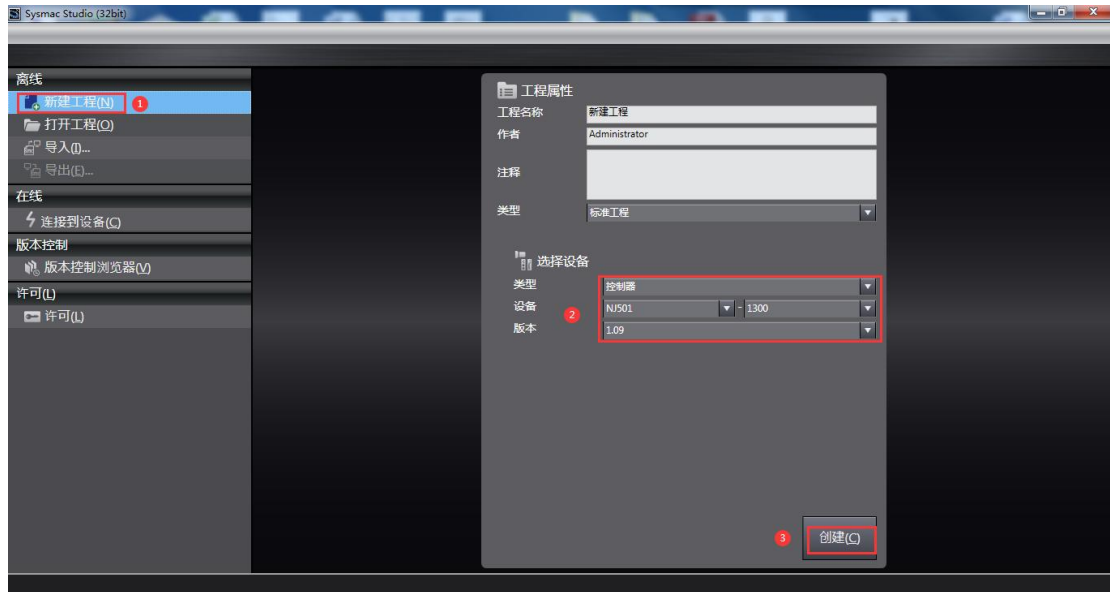 Sysmac Studio (32bit)
离线
新建工程(N) 1
打开工程(O)
导入(I)...
导出(E)...
在线
连接到设备(C)
版本控制
版本控制浏览器(V)
许可(L)
许可(L)
工程属性
工程名称 新建工程
作者 Administrator
注释
类型 标准工程
选择设备
类型 控制器
设备 2 NJ501 - 1300
版本 1.09
3 创建(C)